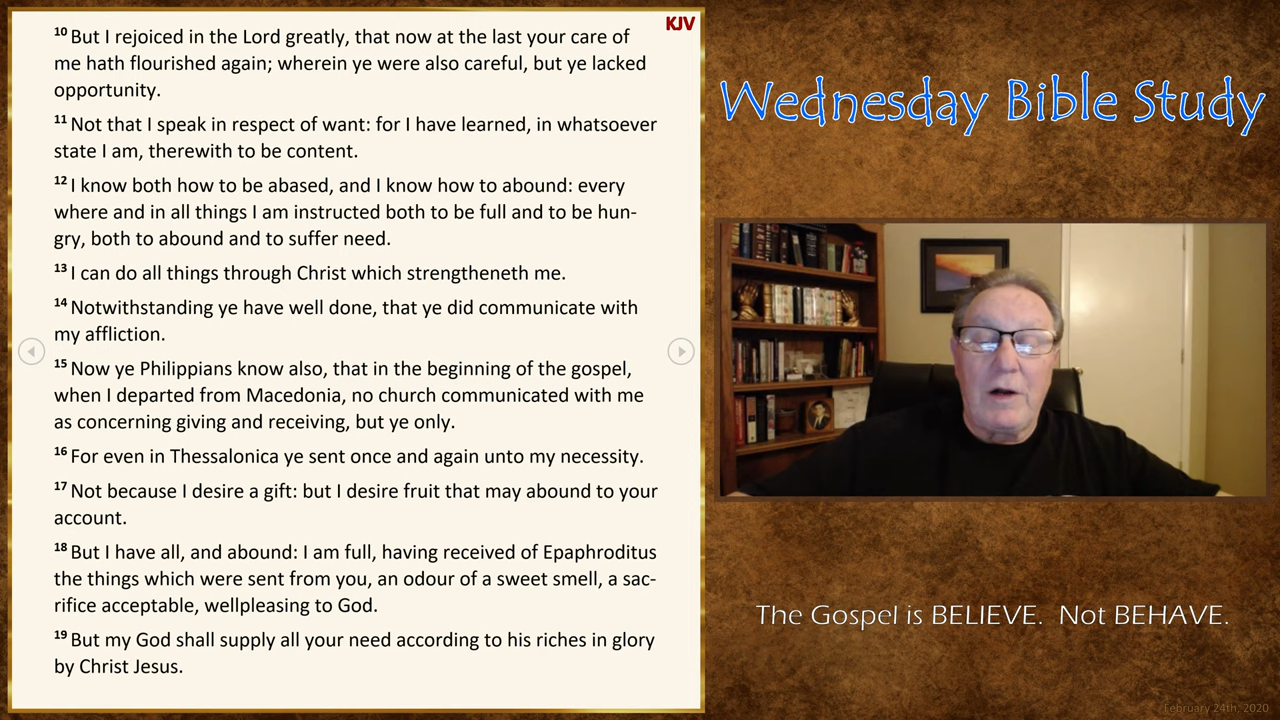 KJV
10 But I rejoiced in the Lord greatly, that now at the last your care of
me hath flourished again; wherein ye were also careful, but ye lacked
opportunity.
11 Not that I speak in respect of want: for I have learned, in whatsoever
state I am, therewith to be content.
12 I know both how to be abased, and I know how to abound: every
where and in all things I am instructed both to be full and to be hun-
gry, both to abound and to suffer need.
13 I can do all things through Christ which strengtheneth me.
14 Notwithstanding ye have well done, that ye did communicate with
my affliction.
15 Now ye Philippians know also, that in the beginning of the gospel,
when I departed from Macedonia, no church communicated with me
as concerning giving and receiving, but ye only.
16 For even in Thessalonica ye sent once and again unto my necessity.
17 Not because I desire a gift: but I desire fruit that may abound to your
account.
18 But I have all, and abound: I am full, having received of Epaphroditus
the things which were sent from you, an odour of a sweet smell, a sac-
rifice acceptable, wellpleasing to God.
19 But my God shall supply all your need according to his riches in glory
by Christ Jesus.
Wednesday Bible Study
The Gospel is BELIEVE. Not BEHAVE.
February 24th, 2020